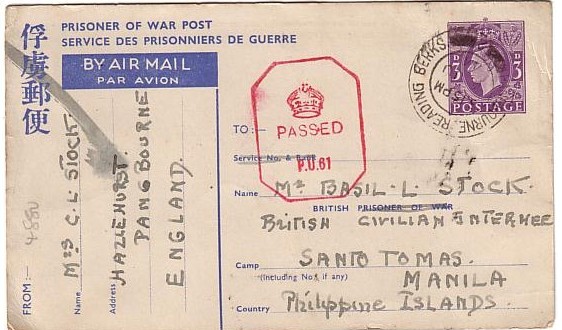 俘虜郵便
PRISONER OF WAR POST
SERVICE DES PRISONNIERS DE GUERRE
BY AIR MAIL
PAR AVION
READING BERKS
D 3 3 D
POSTAGE
PASSED
P.U.61
TO:—
Service No. & Rank
Name Mr BASIL. L. STOCK.
BRITISH PRISONER OF WAR
BRITISH CIVILIAN INTERNEE
Camp SANTO TOMAS.
(including No. if any) MANILA
Country Philippine ISLANDS.
FROM:— 4880
Name Mrs C. L. STOCK
Address HAZLEHURST.
PANGBOURNE
ENGLAND.